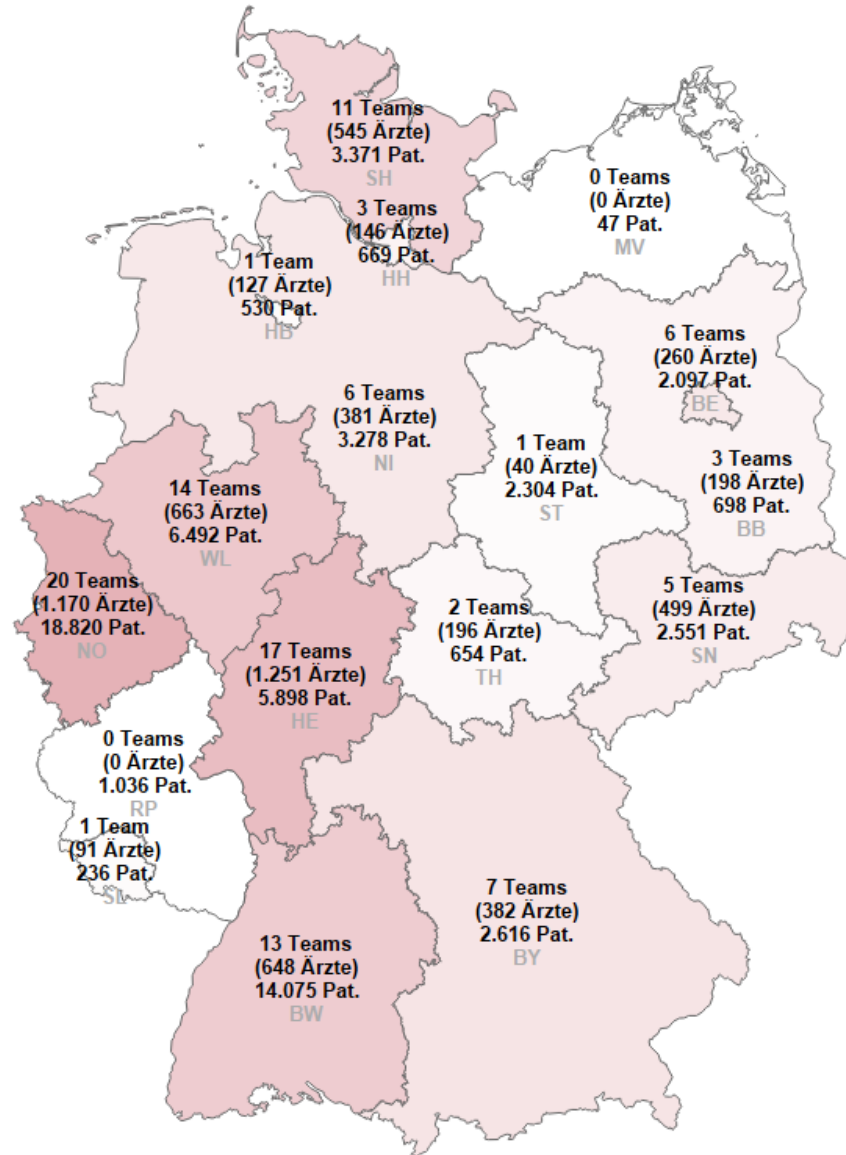 11 Teams
(545 Ärzte)
3.371 Pat.
SH
0 Teams
(0 Ärzte)
47 Pat.
MV
3 Teams
(146 Ärzte)
669 Pat.
HH
1 Team
(127 Ärzte)
530 Pat.
HB
6 Teams
(260 Ärzte)
2.097 Pat.
BE
6 Teams
(381 Ärzte)
3.278 Pat.
NI
1 Team
(40 Ärzte)
2.304 Pat.
ST
3 Teams
(198 Ärzte)
698 Pat.
BB
14 Teams
(663 Ärzte)
6.492 Pat.
WL
20 Teams
(1.170 Ärzte)
18.820 Pat.
NO
17 Teams
(1.251 Ärzte)
5.898 Pat.
HE
2 Teams
(196 Ärzte)
654 Pat.
TH
5 Teams
(499 Ärzte)
2.551 Pat.
SN
0 Teams
(0 Ärzte)
1.036 Pat.
RP
1 Team
(91 Ärzte)
236 Pat.
SL
13 Teams
(648 Ärzte)
14.075 Pat.
BW
7 Teams
(382 Ärzte)
2.616 Pat.
BY